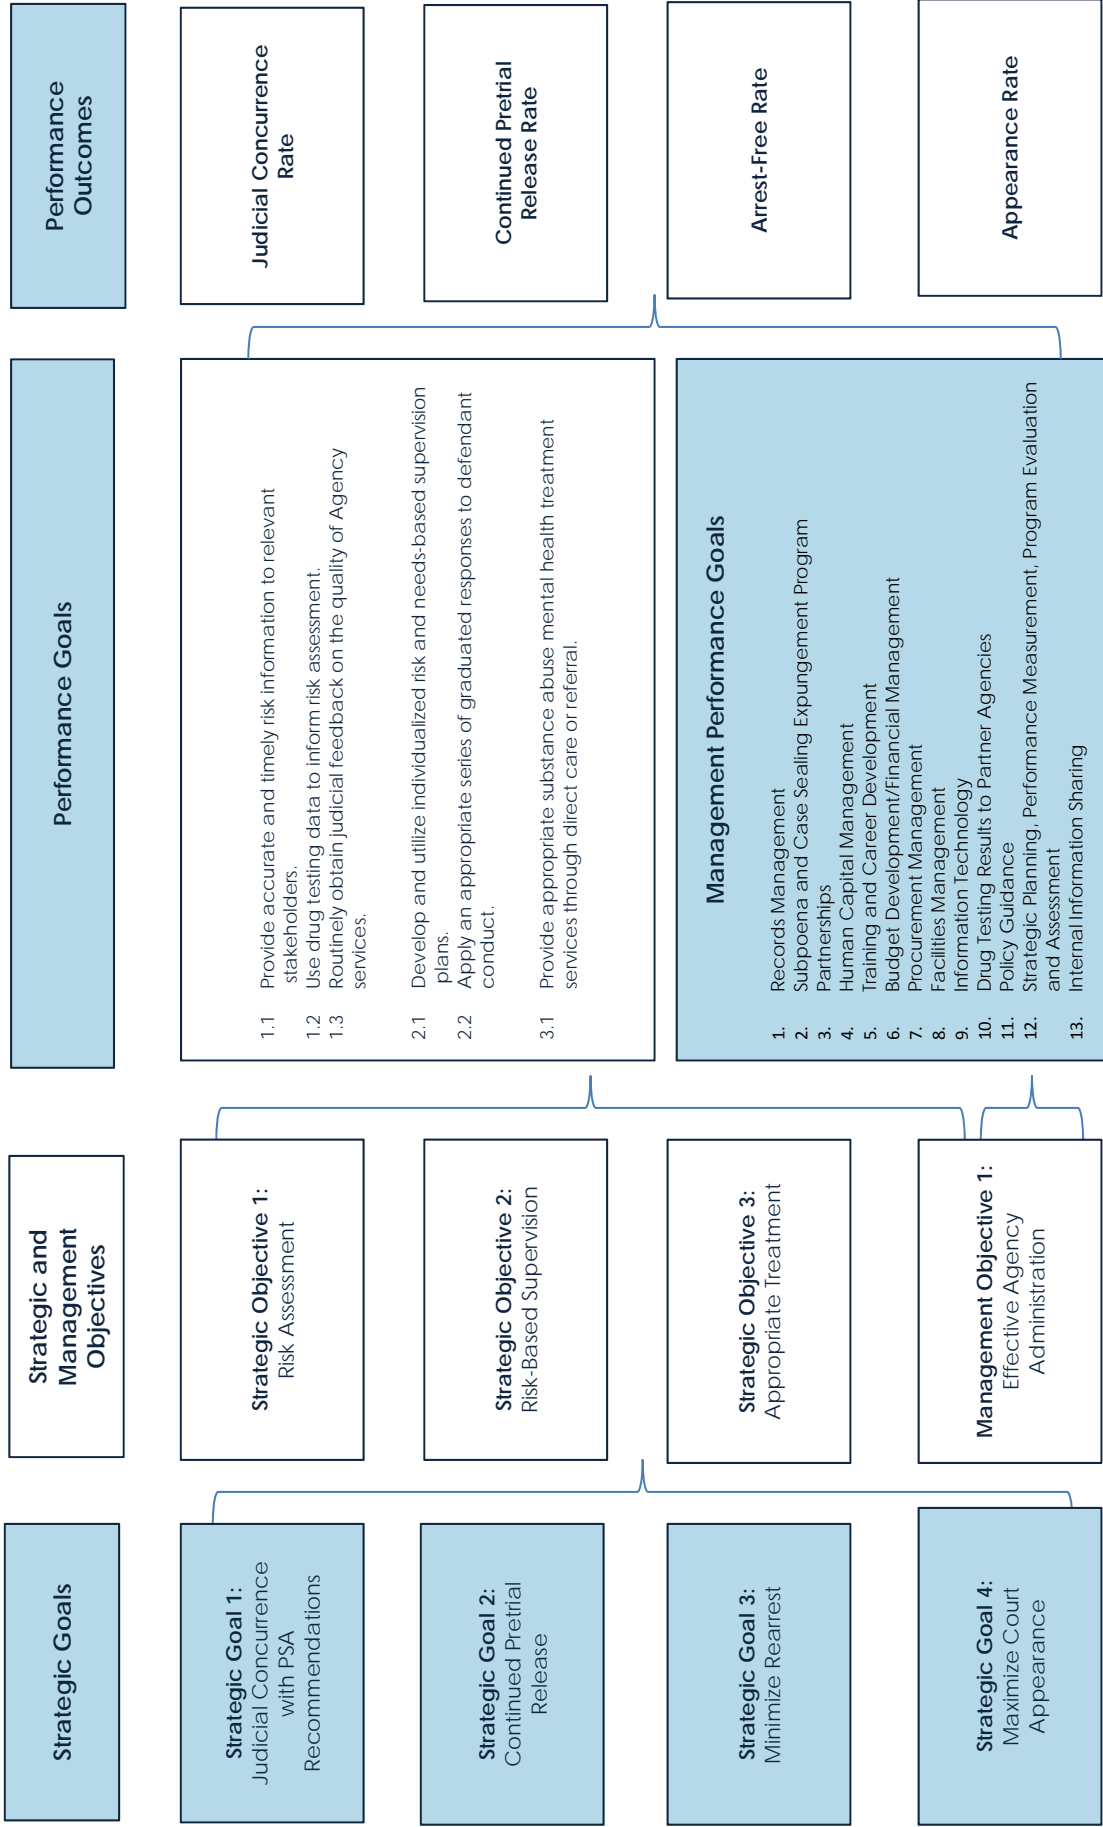 Strategic Goals
Strategic Goal 1:
Judicial Concurrence
with PSA
Recommendations
Strategic Goal 2:
Continued Pretrial
Release
Strategic Goal 3:
Minimize Rearrest
Strategic Goal 4:
Maximize Court
Appearance
Strategic and
Management
Objectives
Strategic Objective 1:
Risk Assessment
Strategic Objective 2:
Risk-Based Supervision
Strategic Objective 3:
Appropriate Treatment
Management Objective 1:
Effective Agency
Administration
Performance Goals
1.1 Provide accurate and timely risk information to relevant
stakeholders.
1.2 Use drug testing data to inform risk assessment.
1.3 Routinely obtain judicial feedback on the quality of Agency
services.
2.1 Develop and utilize individualized risk and needs-based supervision
plans.
2.2 Apply an appropriate series of graduated responses to defendant
conduct.
3.1 Provide appropriate substance abuse mental health treatment
services through direct care or referral.
Management Performance Goals
1. Records Management
2. Subpoena and Case Sealing Expungement Program
3. Partnerships
4. Human Capital Management
5. Training and Career Development
6. Budget Development/Financial Management
7. Procurement Management
8. Facilities Management
9. Information Technology
10. Drug Testing Results to Partner Agencies
11. Policy Guidance
12. Strategic Planning, Performance Measurement, Program Evaluation
and Assessment
13. Internal Information Sharing
Performance
Outcomes
Judicial Concurrence
Rate
Continued Pretrial
Release Rate
Arrest-Free Rate
Appearance Rate